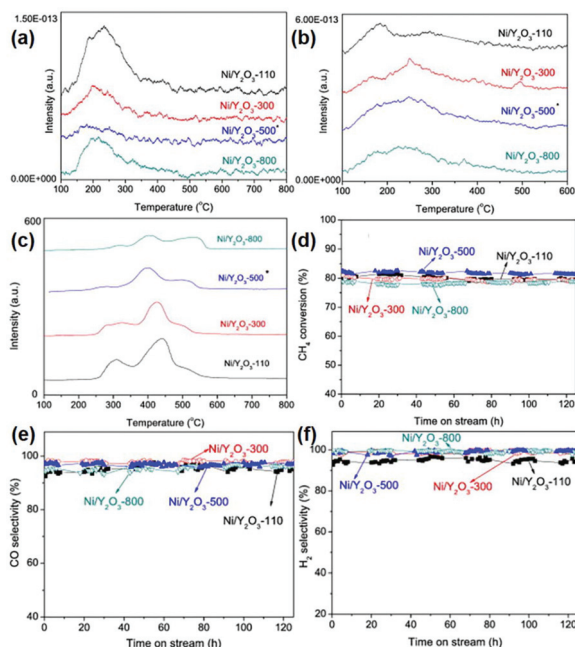 (a)
1.50E-013
Intensity (a.u.)
0.00E+000
Ni/Y₂O₃-110
Ni/Y₂O₃-300
Ni/Y₂O₃-500*
Ni/Y₂O₃-800
100 200 300 400 500 600 700 800
Temperature (°C)
(b)
6.00E-013
Intensity (a.u.)
0.00E+000
Ni/Y₂O₃-110
Ni/Y₂O₃-300
Ni/Y₂O₃-500*
Ni/Y₂O₃-800
100 200 300 400 500 600
Temperature (°C)
(c)
600
Intensity (a.u.)
0
Ni/Y₂O₃-800
Ni/Y₂O₃-500*
Ni/Y₂O₃-300
Ni/Y₂O₃-110
100 200 300 400 500 600 700 800
Temperature (°C)
(d)
100
90
80
70
60
50
40
CH₄ conversion (%)
Ni/Y₂O₃-500
Ni/Y₂O₃-110
Ni/Y₂O₃-300
Ni/Y₂O₃-800
0 20 40 60 80 100 120
Time on stream (h)
(e)
100
80
60
40
CO selectivity (%)
Ni/Y₂O₃-300
Ni/Y₂O₃-800
Ni/Y₂O₃-500
Ni/Y₂O₃-110
0 20 40 60 80 100 120
Time on stream (h)
(f)
100
80
60
40
20
H₂ selectivity (%)
Ni/Y₂O₃-800
Ni/Y₂O₃-500
Ni/Y₂O₃-300
Ni/Y₂O₃-110
0 20 40 60 80 100 120
Time on stream (h)